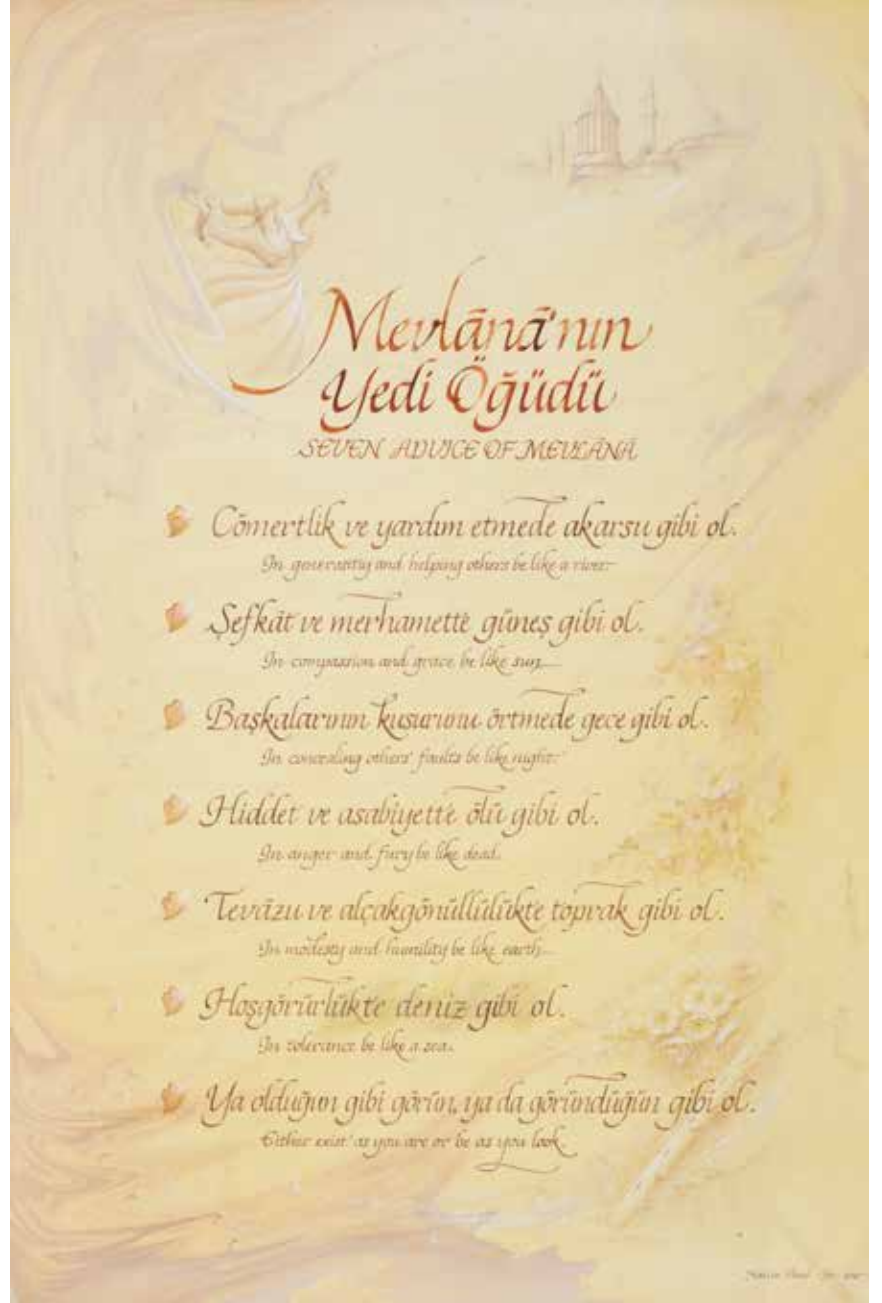 Mevlānā'nın
Yedi Öğüdü
SEVEN ADVICE OF MEVLĀNĀ
Cömertlik ve yardım etmede akarsu gibi ol.
In generosity and helping others be like a river.
Şefkāt ve merhamette güneş gibi ol.
In compassion and grace be like sun.
Başkalarının kusurunu örtmede gece gibi ol.
In concealing others' faults be like night.
Hiddet ve asabiyette ölü gibi ol.
In anger and fury be like dead.
Tevāzu ve alçakgönüllülükte toprak gibi ol.
In modesty and humility be like earth.
Hoşgörürlükte deniz gibi ol.
In tolerance be like a sea.
Ya olduğun gibi görün, ya da göründüğün gibi ol.
Either exist as you are or be as you look.